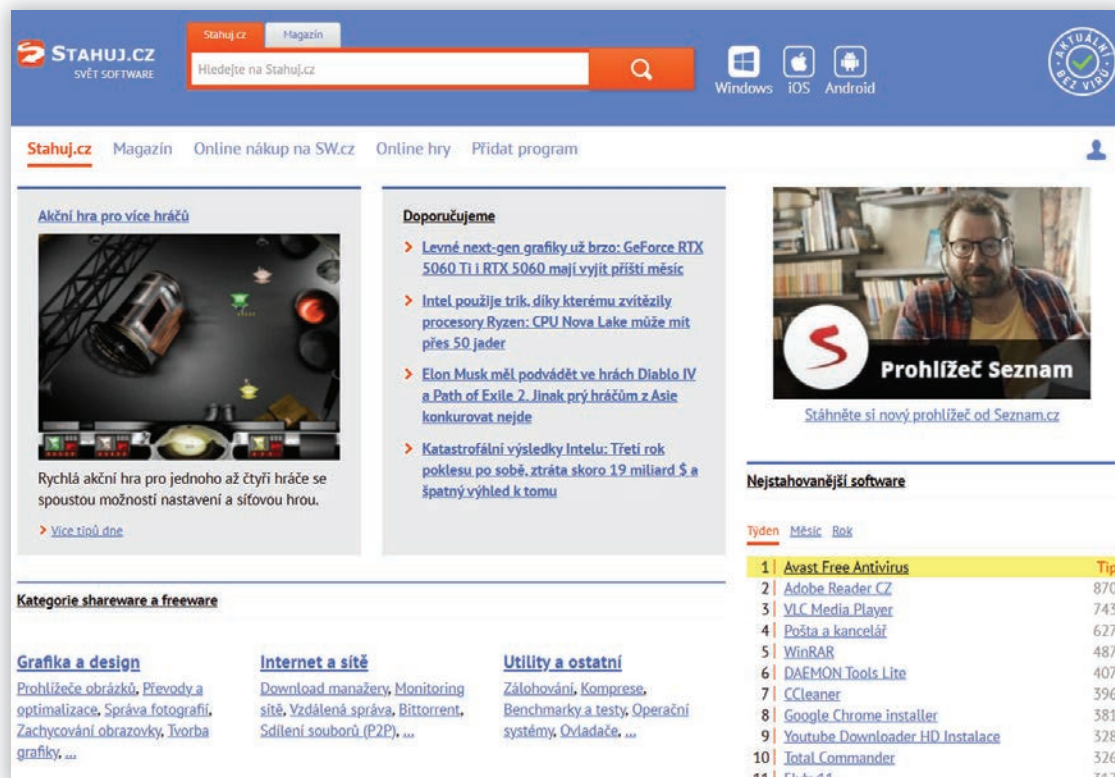 STAHUJ.CZ
SVĚT SOFTWARE
Stahuj.cz
Magazín
Hledejte na Stahuj.cz
Windows
iOS
Android
AKTUÁLNÍ
BEZ VIRŮ
Stahuj.cz
Magazín
Online nákup na SW.cz
Online hry
Přidat program
Akční hra pro více hráčů
Rychlá akční hra pro jednoho až čtyři hráče se
spoustou možností nastavení a síťovou hrou.
Více tipů dne
Doporučujeme
Levné next-gen grafiky už brzo: GeForce RTX
5060 Ti i RTX 5060 mají vyjít příští měsíc
Intel použije trik, díky kterému zvítězily
procesory Ryzen: CPU Nova Lake může mít
přes 50 jader
Elon Musk měl podvádět ve hrách Diablo IV
a Path of Exile 2. Jinak prý hráčům z Asie
konkurovat nejde
Katastrofální výsledky Intelu: Třetí rok
poklesu po sobě, ztráta skoro 19 miliard $ a
špatný výhled k tomu
Prohlížeč Seznam
Stáhněte si nový prohlížeč od Seznam.cz
Nejstahovanější software
Týden Měsíc Rok
1 Avast Free Antivirus Tip
2 Adobe Reader CZ 870
3 VLC Media Player 743
4 Pošta a kancelář 627
5 WinRAR 487
6 DAEMON Tools Lite 407
7 CCleaner 396
8 Google Chrome installer 381
9 Youtube Downloader HD Instalace 328
10 Total Commander 326
Kategorie shareware a freeware
Grafika a design
Prohlížeče obrázků, Převody a
optimalizace, Správa fotografií,
Zachycování obrazovky, Tvorba
grafiky, ...
Internet a sítě
Download manažery, Monitoring
sítě, Vzdálená správa, Bittorrent,
Sdílení souborů (P2P), ...
Utility a ostatní
Zálohování, Komprese,
Benchmarky a testy, Operační
systémy, Ovladače, ...